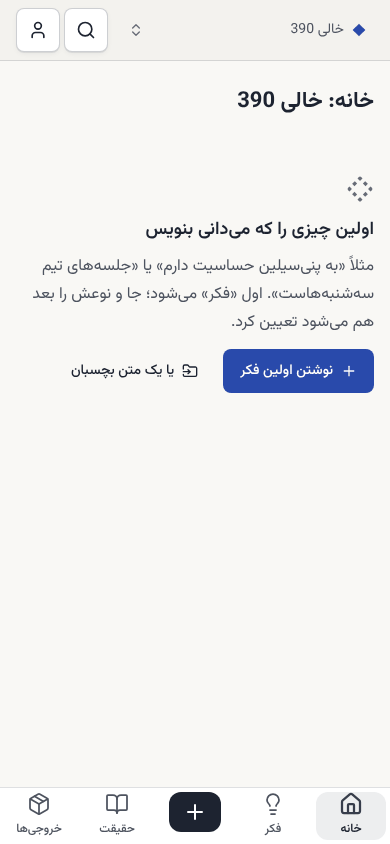 خالی 390
خانه: خالی 390
اولین چیزی را که می‌دانی بنویس
مثلاً «به پنی‌سیلین حساسیت دارم» یا «جلسه‌های تیم
سه‌شنبه‌هاست». اول «فکر» می‌شود؛ جا و نوعش را بعد
هم می‌شود تعیین کرد.
نوشتن اولین فکر
یا یک متن بچسبان
خانه
فکر
حقیقت
خروجی‌ها